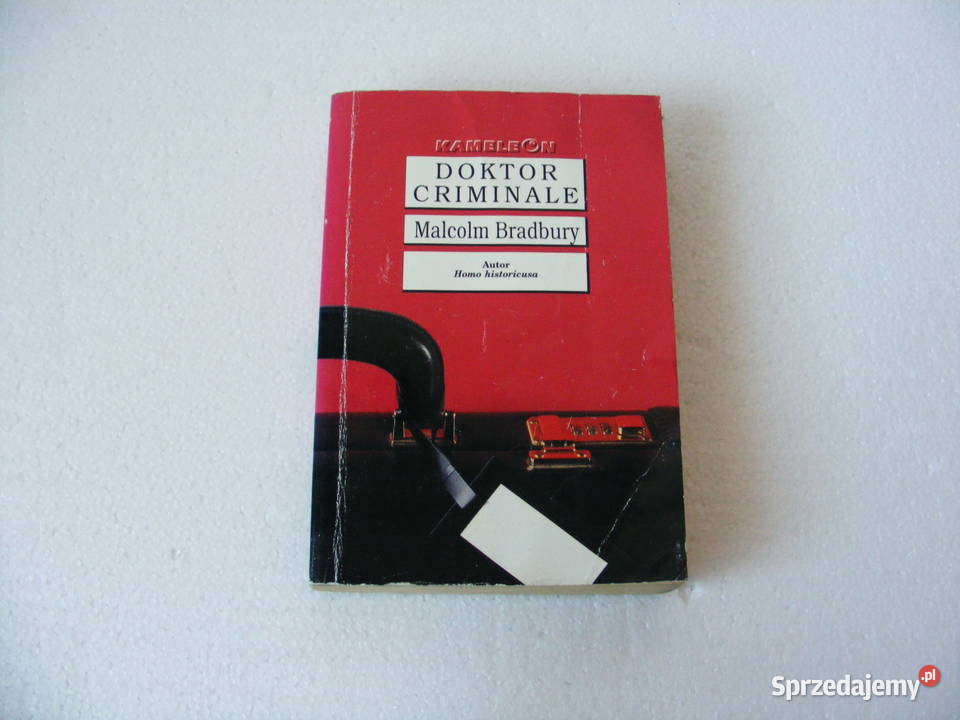 KAMELEON
DOKTOR
CRIMINALE
Malcolm Bradbury
Autor
Homo historicusa
Sprzedajemy.pl